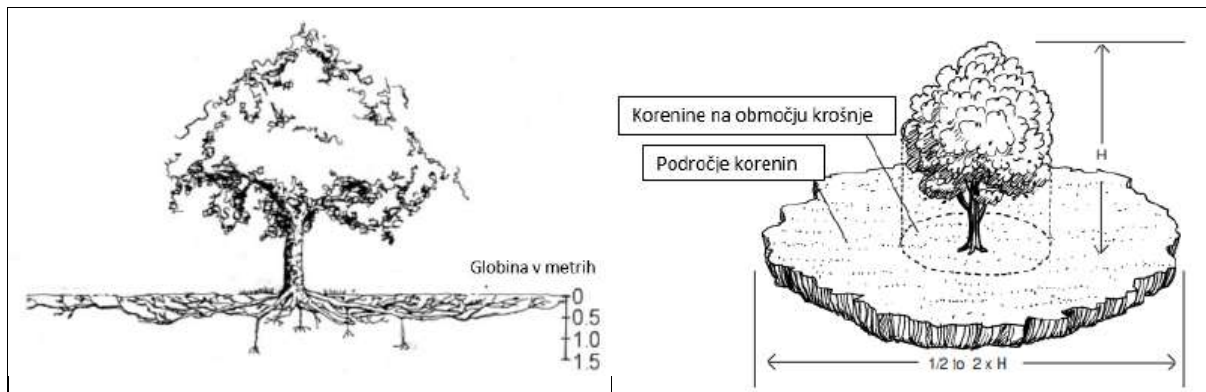 Globina v metrih
0
0.5
1.0
1.5
Korenine na območju krošnje
Področje korenin
H
1/2 to 2 x H